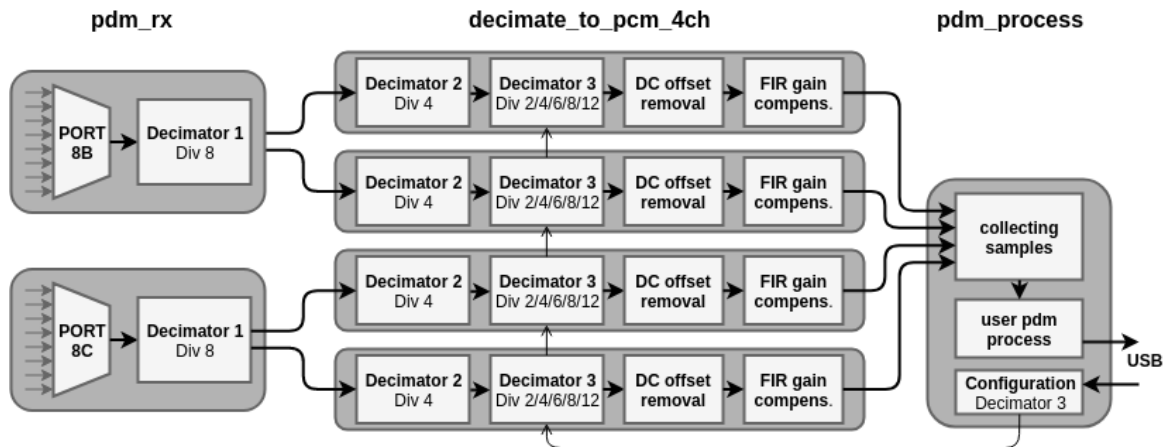 pdm_rx
decimate_to_pcm_4ch
pdm_process
PORT
8B
Decimator 1
Div 8
Decimator 2
Div 4
Decimator 3
Div 2/4/6/8/12
DC offset
removal
FIR gain
compens.
Decimator 2
Div 4
Decimator 3
Div 2/4/6/8/12
DC offset
removal
FIR gain
compens.
PORT
8C
Decimator 1
Div 8
Decimator 2
Div 4
Decimator 3
Div 2/4/6/8/12
DC offset
removal
FIR gain
compens.
Decimator 2
Div 4
Decimator 3
Div 2/4/6/8/12
DC offset
removal
FIR gain
compens.
collecting
samples
user pdm
process
USB
Configuration
Decimator 3